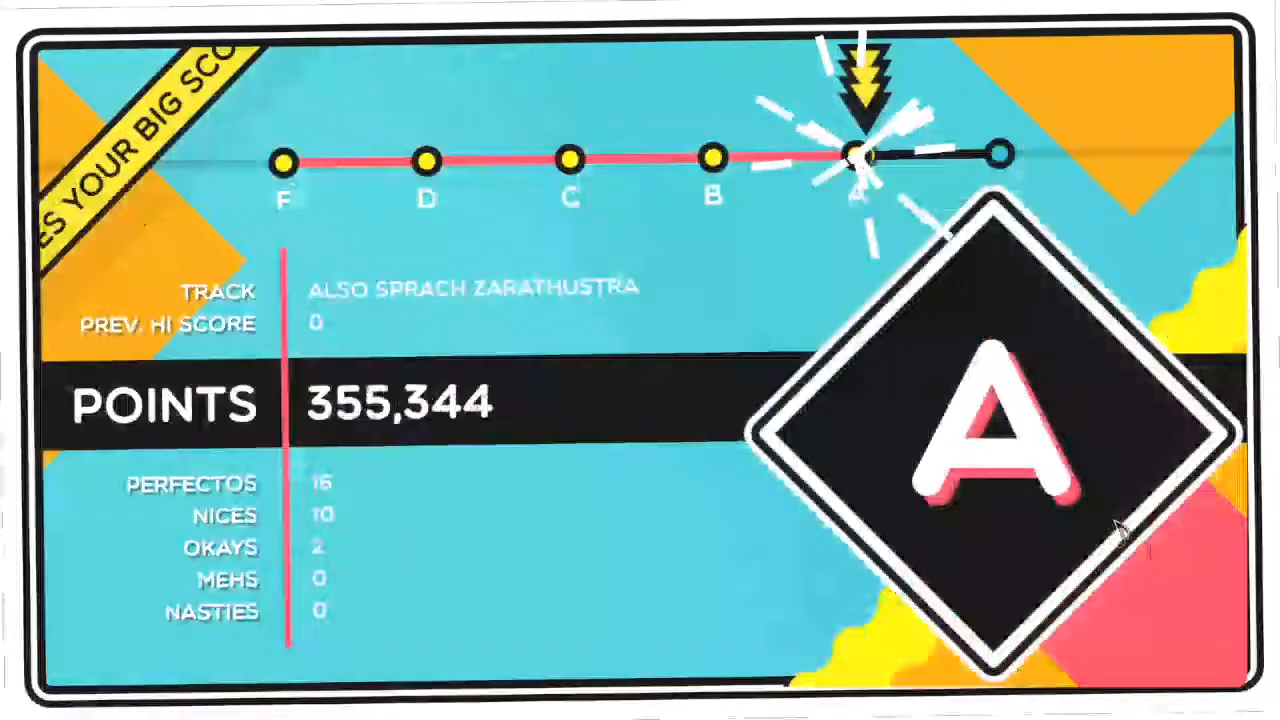 ES YOUR BIG SCO
F D C B A
TRACK ALSO SPRACH ZARATHUSTRA
PREV. HI SCORE 0
POINTS 355,344
A
PERFECTOS 16
NICES 10
OKAYS 2
MEHS 0
NASTIES 0